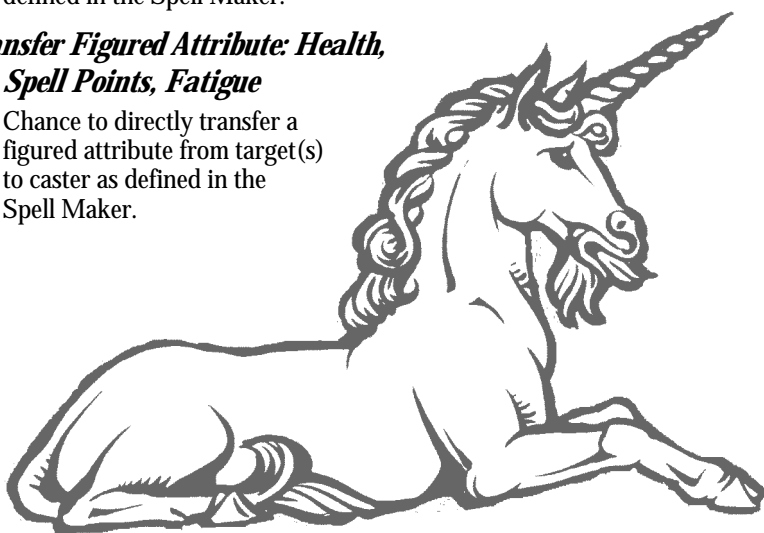 defined in the Spell Maker.
nsfer Figured Attribute: Health,
Spell Points, Fatigue
Chance to directly transfer a
figured attribute from target(s)
to caster as defined in the
Spell Maker.